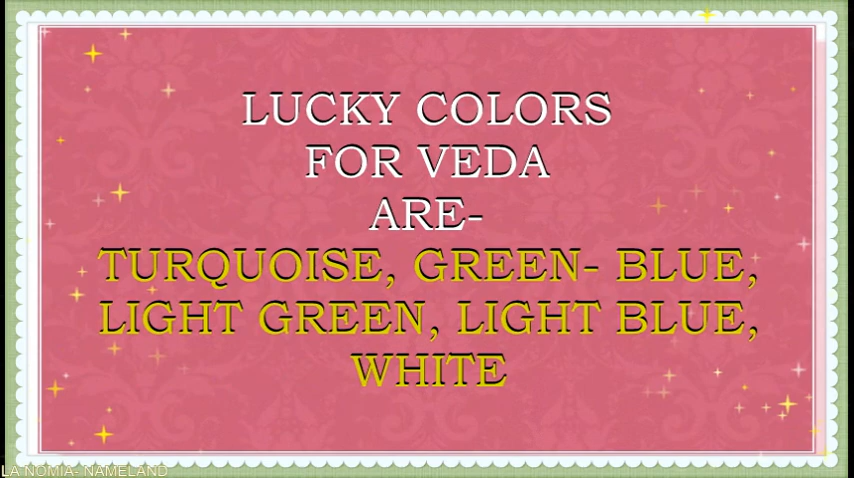 LUCKY COLORS
FOR VEDA
ARE-
TURQUOISE, GREEN- BLUE,
LIGHT GREEN, LIGHT BLUE,
WHITE
LA NOMIA- NAMELAND